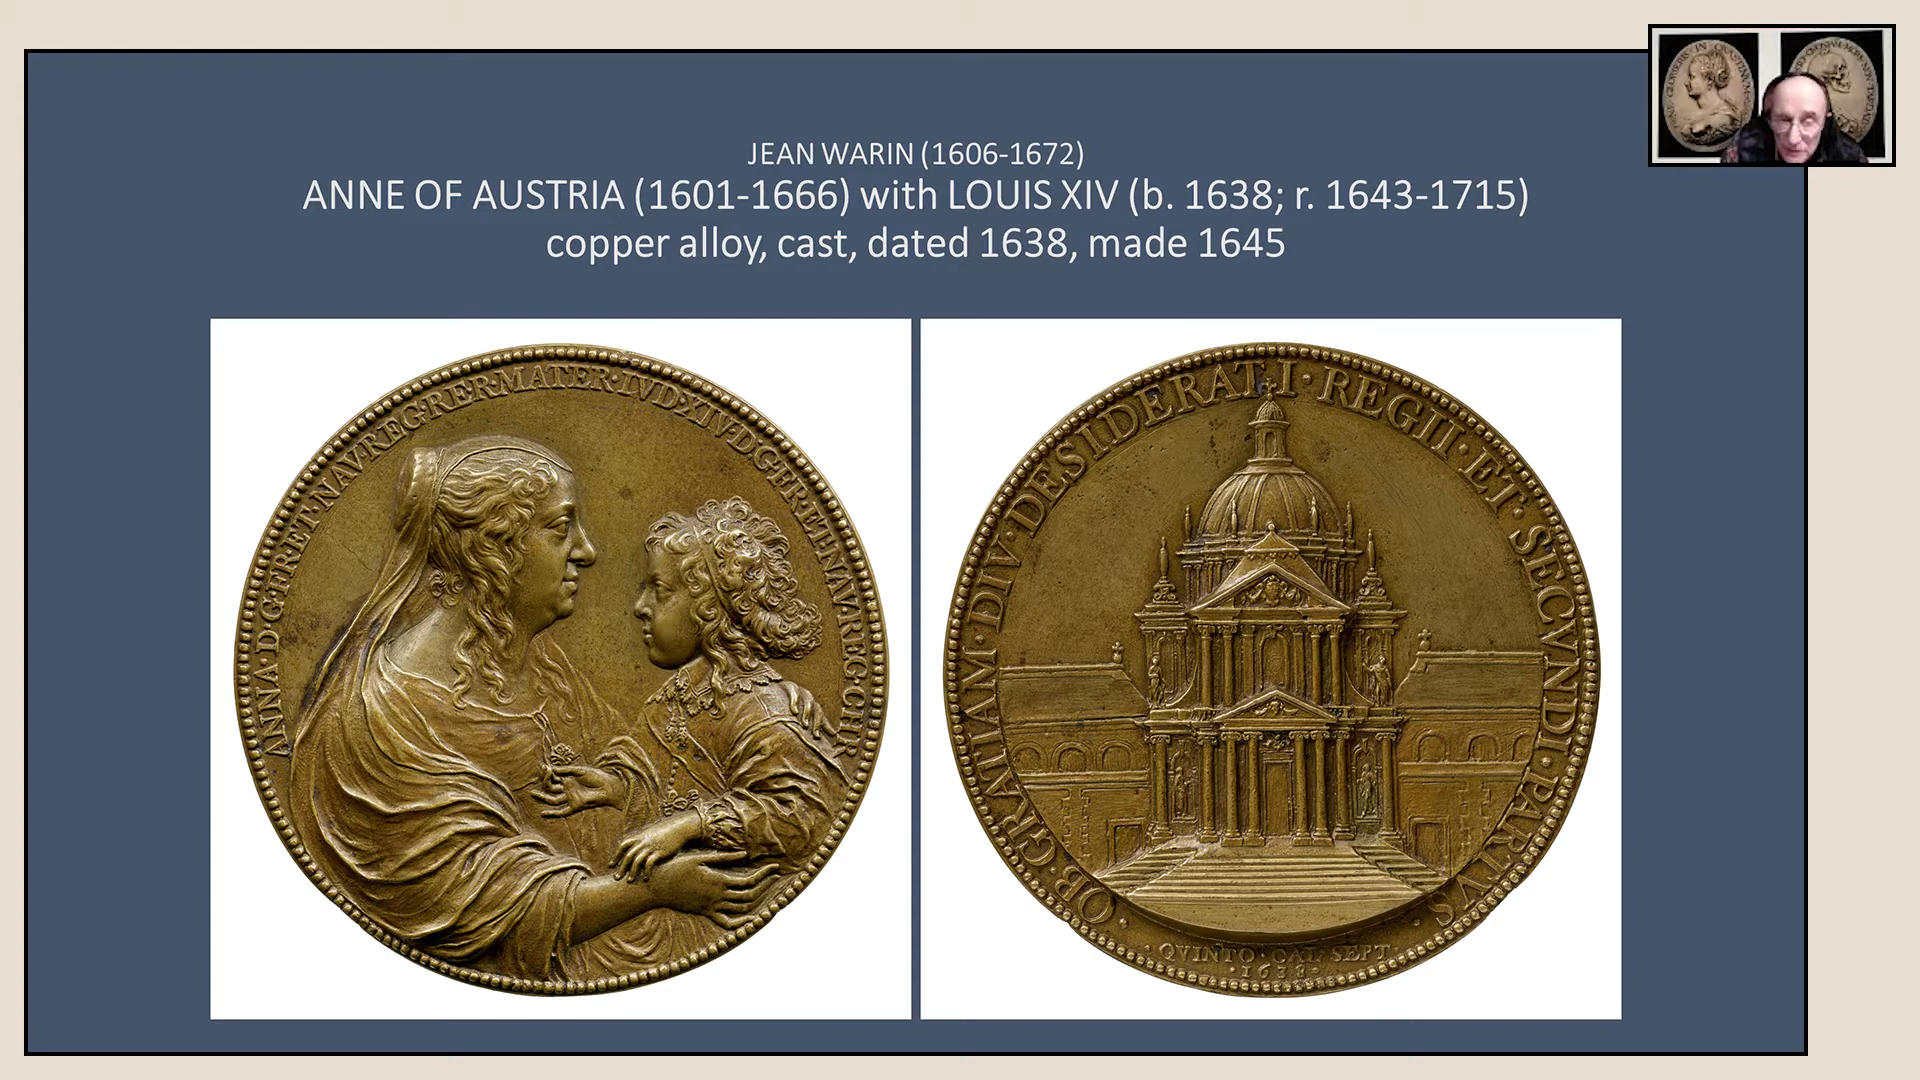 JEAN WARIN (1606-1672)
ANNE OF AUSTRIA (1601-1666) with LOUIS XIV (b. 1638; r. 1643-1715)
copper alloy, cast, dated 1638, made 1645
ANNA·D·G·FR·ET·NAV·REG·RER·MATER·LVD·XIV·D·G·FR·ET·NAV·REG·CHR
OB·GRATIAM·DIV·DESIDERATI·REGII·ET·SECVNDI·PARTVS
QVINTO·CAL·SEPT
·1638·